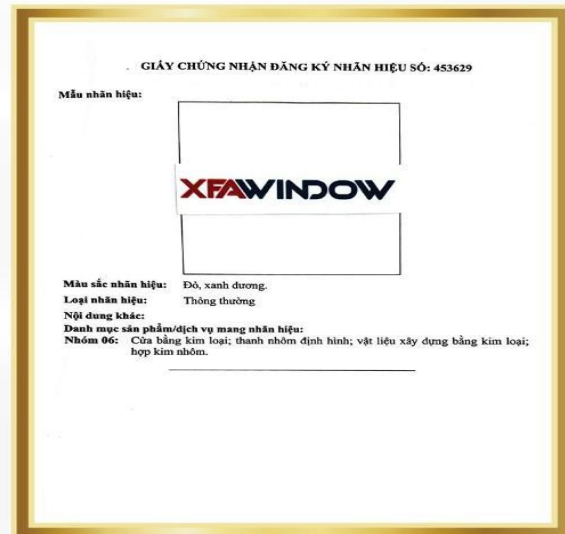 GIẤY CHỨNG NHẬN ĐĂNG KÝ NHÃN HIỆU SỐ: 453629
Mẫu nhãn hiệu:
XFAWINDOW
Màu sắc nhãn hiệu: Đỏ, xanh dương.
Loại nhãn hiệu: Thông thường
Nội dung khác:
Danh mục sản phẩm/dịch vụ mang nhãn hiệu:
Nhóm 06: Cửa bằng kim loại; thanh nhôm định hình; vật liệu xây dựng bằng kim loại;
hợp kim nhôm.